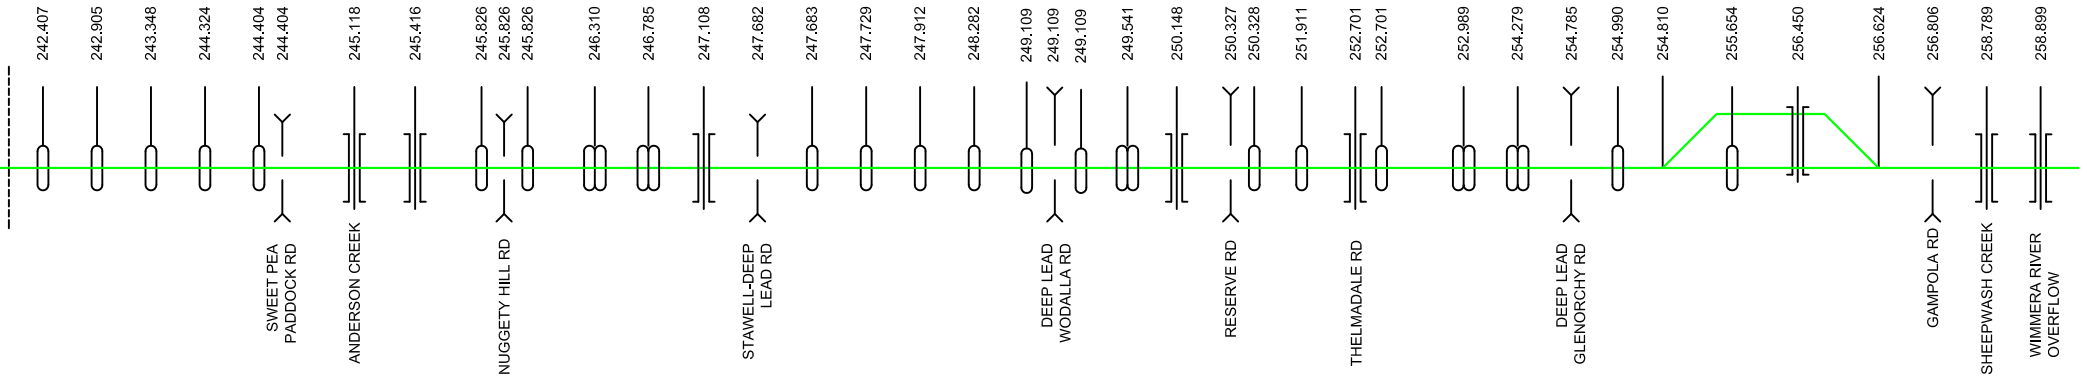 242.407
242.905
243.348
244.324
244.404
244.404
245.118
245.416
245.826
245.826
245.826
246.310
246.785
247.108
247.682
247.683
247.729
247.912
248.282
249.109
249.109
249.109
249.541
250.148
250.327
250.328
251.911
252.701
252.701
252.989
254.279
254.785
254.990
254.810
255.654
256.450
256.624
256.806
258.789
258.899
SWEET PEA
PADDOCK RD
ANDERSON CREEK
NUGGETY HILL RD
STAWELL-DEEP
LEAD RD
DEEP LEAD
WODALLA RD
RESERVE RD
THELMADALE RD
DEEP LEAD
GLENORCHY RD
GAMPOLA RD
SHEEPWASH CREEK
WIMMERA RIVER
OVERFLOW